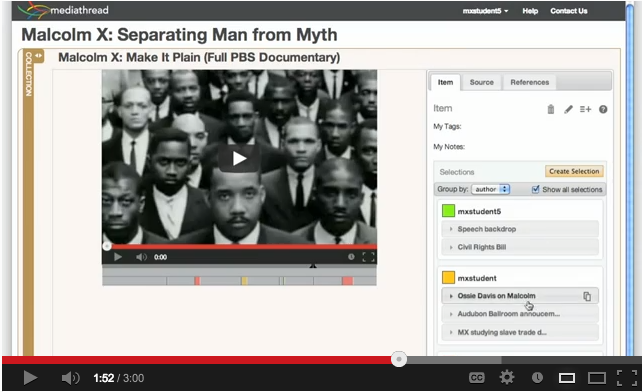 mediathread
mxstudent5 Help Contact Us
Malcolm X: Separating Man from Myth
COLLECTION
Malcolm X: Make It Plain (Full PBS Documentary)
Item Source References
Item
My Tags:
My Notes:
Selections Create Selection
Group by: author Show all selections
mxstudent5
Speech backdrop
Civil Rights Bill
mxstudent
Ossie Davis on Malcolm
Audubon Ballroom annoucem...
MX studying slave trade d...
0:00
1:52 / 3:00
CC